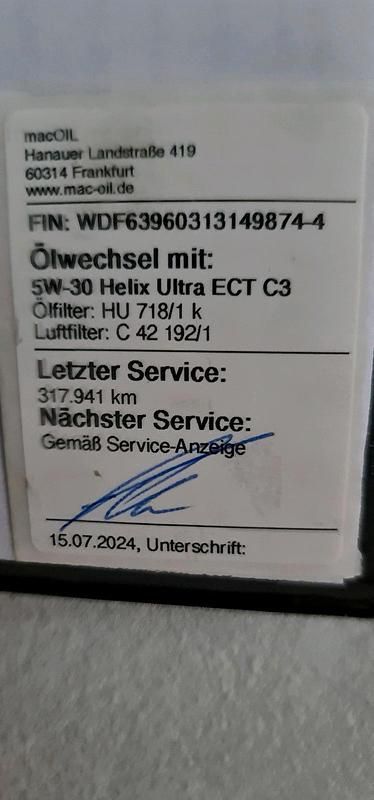 macOIL
Hanauer Landstraße 419
60314 Frankfurt
www.mac-oil.de
FIN: WDF63960313149874-4
Ölwechsel mit:
5W-30 Helix Ultra ECT C3
Ölfilter: HU 718/1 k
Luftfilter: C 42 192/1
Letzter Service:
317.941 km
Nächster Service:
Gemäß Service-Anzeige
15.07.2024, Unterschrift: